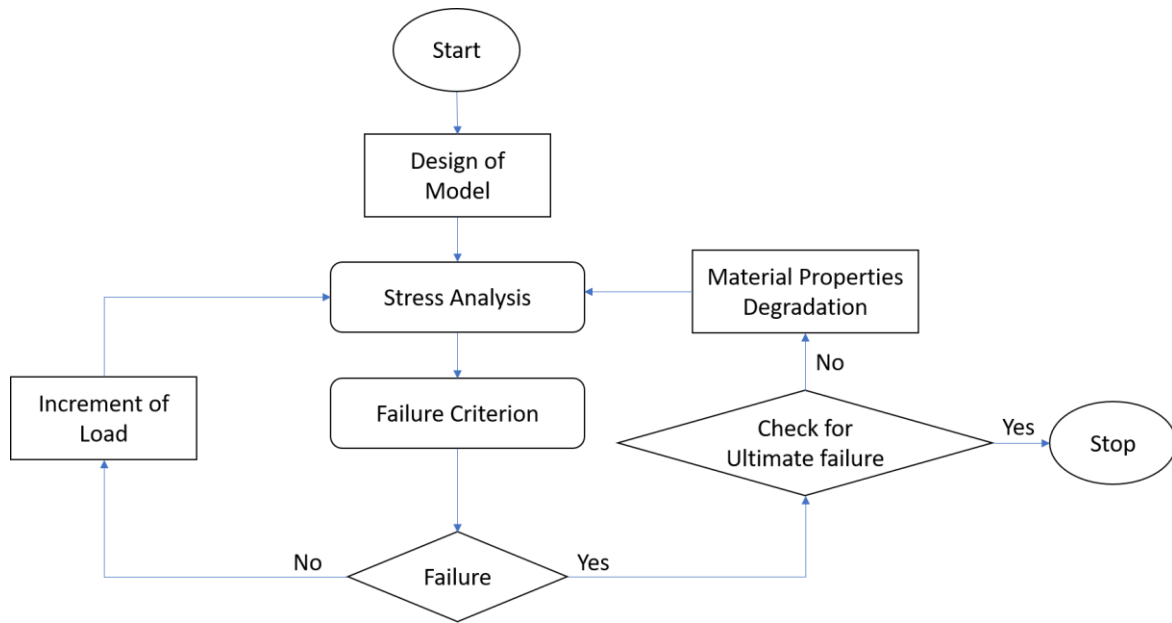 Start
Design of
Model
Stress Analysis
Material Properties
Degradation
No
Increment of
Load
Failure Criterion
Check for
Ultimate failure
Yes
Stop
No
Failure
Yes